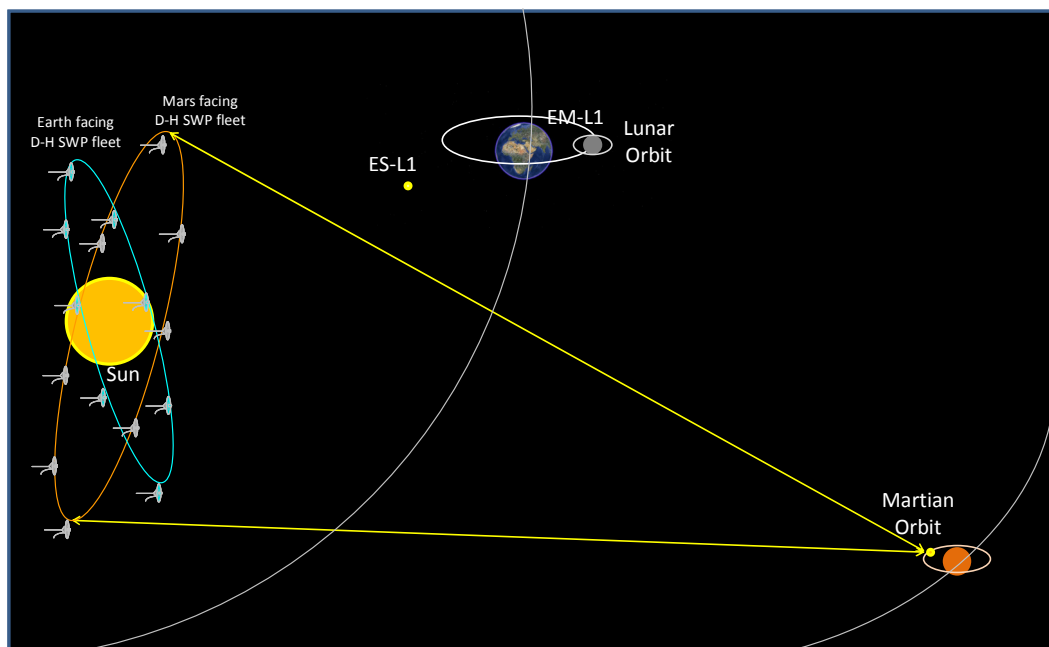 Mars facing
D-H SWP fleet
Earth facing
D-H SWP fleet
EM-L1
Lunar
Orbit
ES-L1
Sun
Martian
Orbit